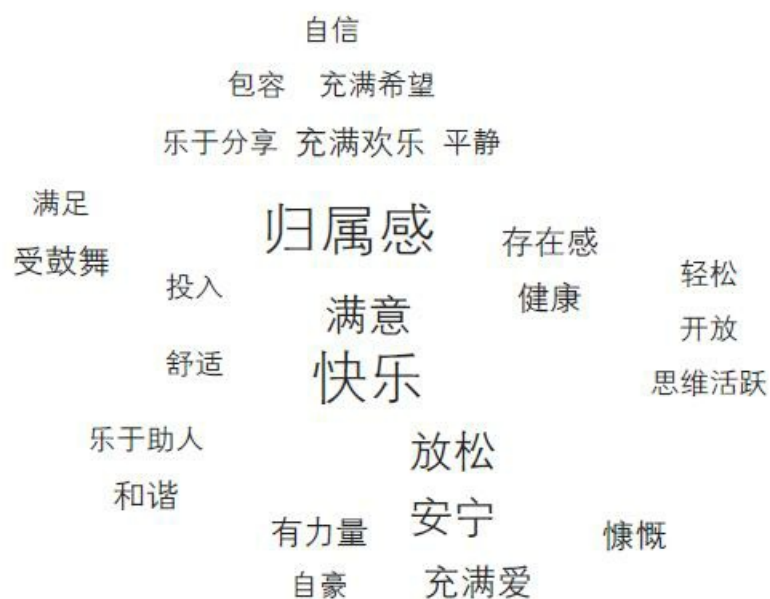 自信
包容 充满希望
乐于分享 充满欢乐 平静
满足
归属感
存在感
受鼓舞
轻松
投入
健康
满意
开放
舒适
快乐
思维活跃
乐于助人
放松
和谐
安宁
有力量
慷慨
自豪
充满爱